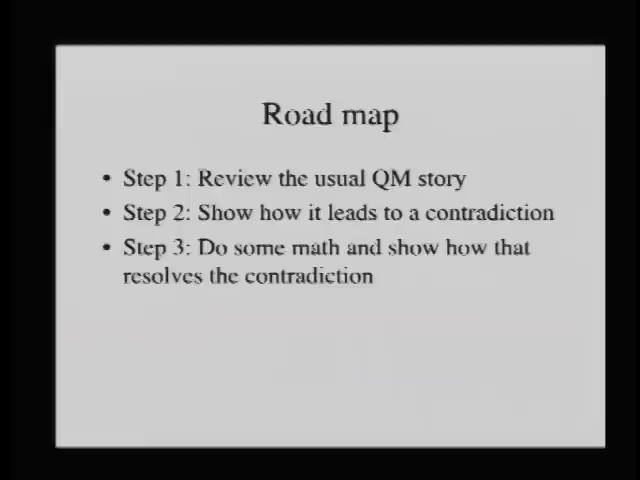 Road map
• Step 1: Review the usual QM story
• Step 2: Show how it leads to a contradiction
• Step 3: Do some math and show how that
resolves the contradiction